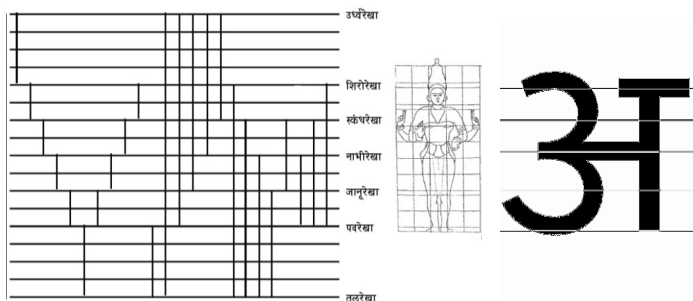 उर्ध्वरेखा
शिरोरेखा
स्कंधरेखा
नाभीरेखा
जानूरेखा
पदरेखा
तलरेखा
अ